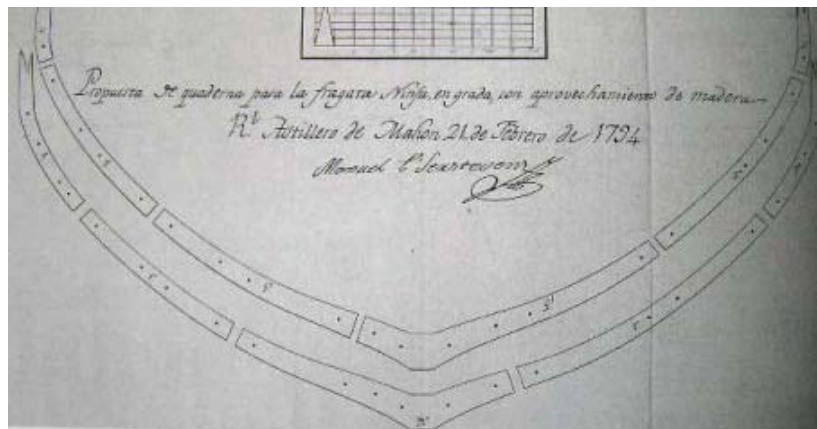 Propuesta de quaderna para la fragata Ninfa, en grada, con aprovechamiento de madera
R.l Astillero de Mahon 21 de Febrero de 1794
Manuel